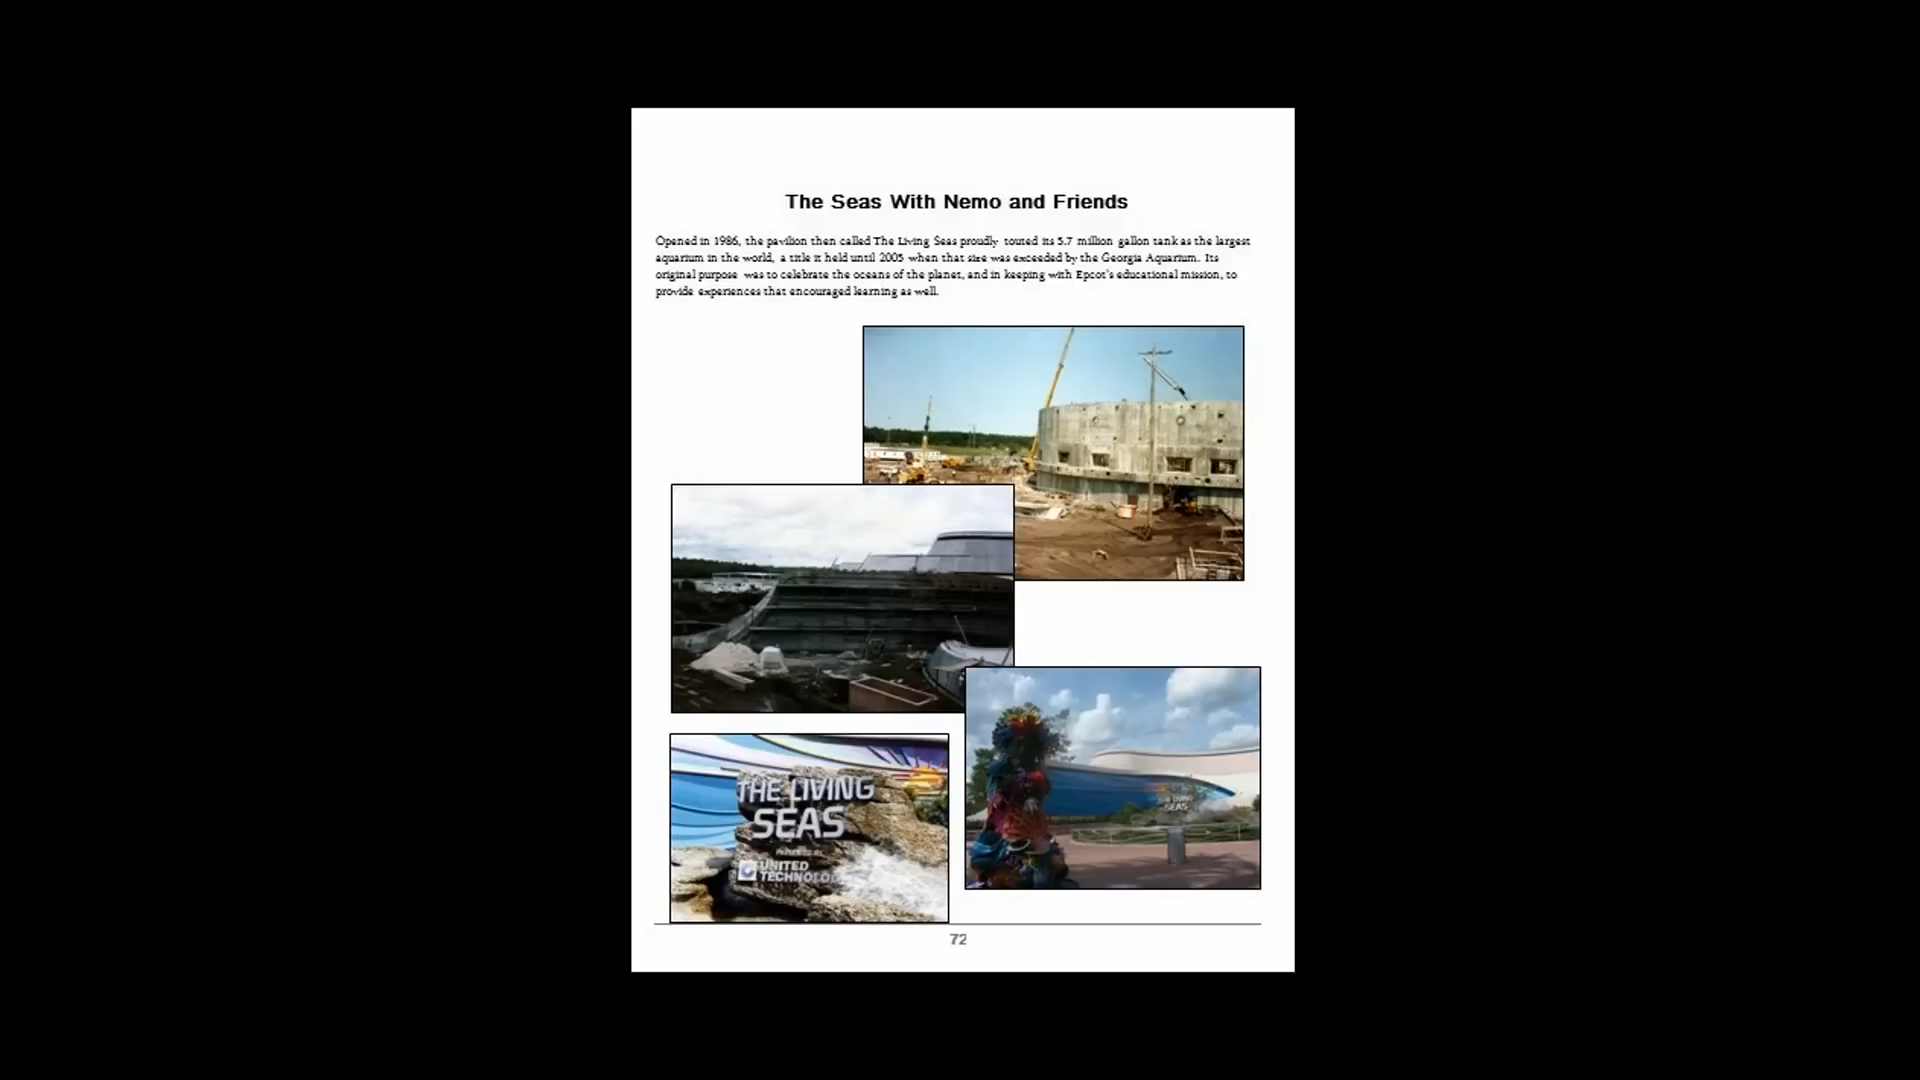 The Seas With Nemo and Friends
Opened in 1986, the pavilion then called The Living Seas proudly touted its 5.7 million gallon tank as the largest
aquarium in the world, a title it held until 2005 when that size was exceeded by the Georgia Aquarium. Its
original purpose was to celebrate the oceans of the planet, and in keeping with Epcot's educational mission, to
provide experiences that encouraged learning as well.
THE LIVING
SEAS
UNITED
TECHNOLO
SEAS
72